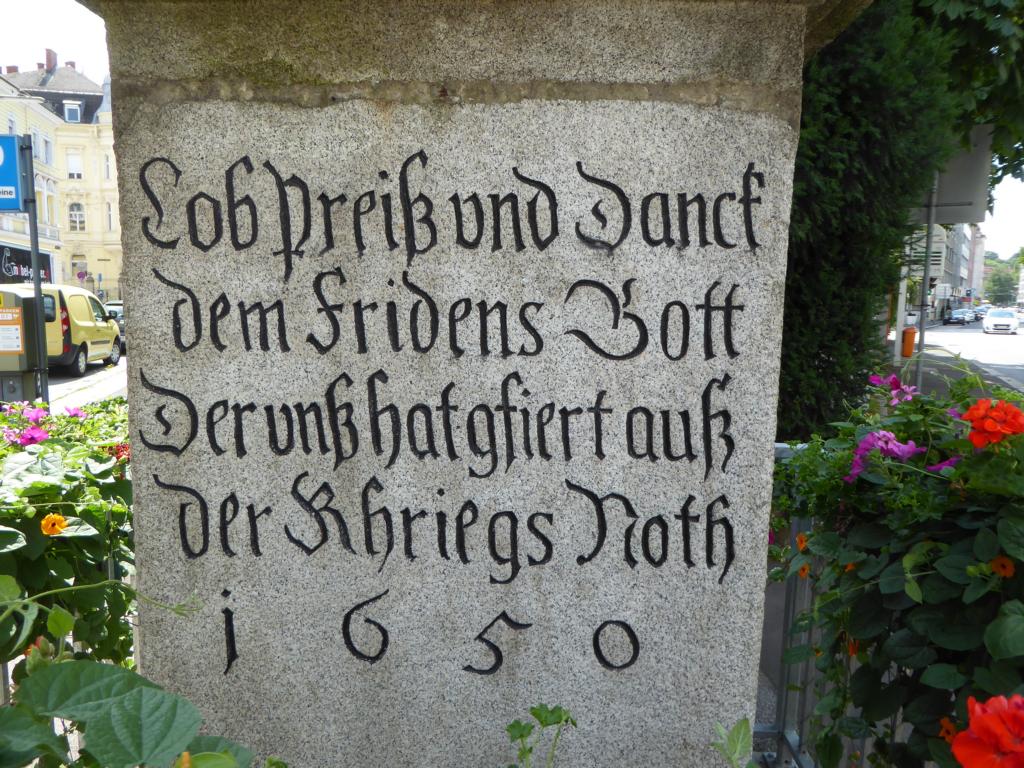 Lob Preiß vnd Danck
dem Fridens Gott
Der vnß hat gfiert auß
der Khriegs Noth
1650